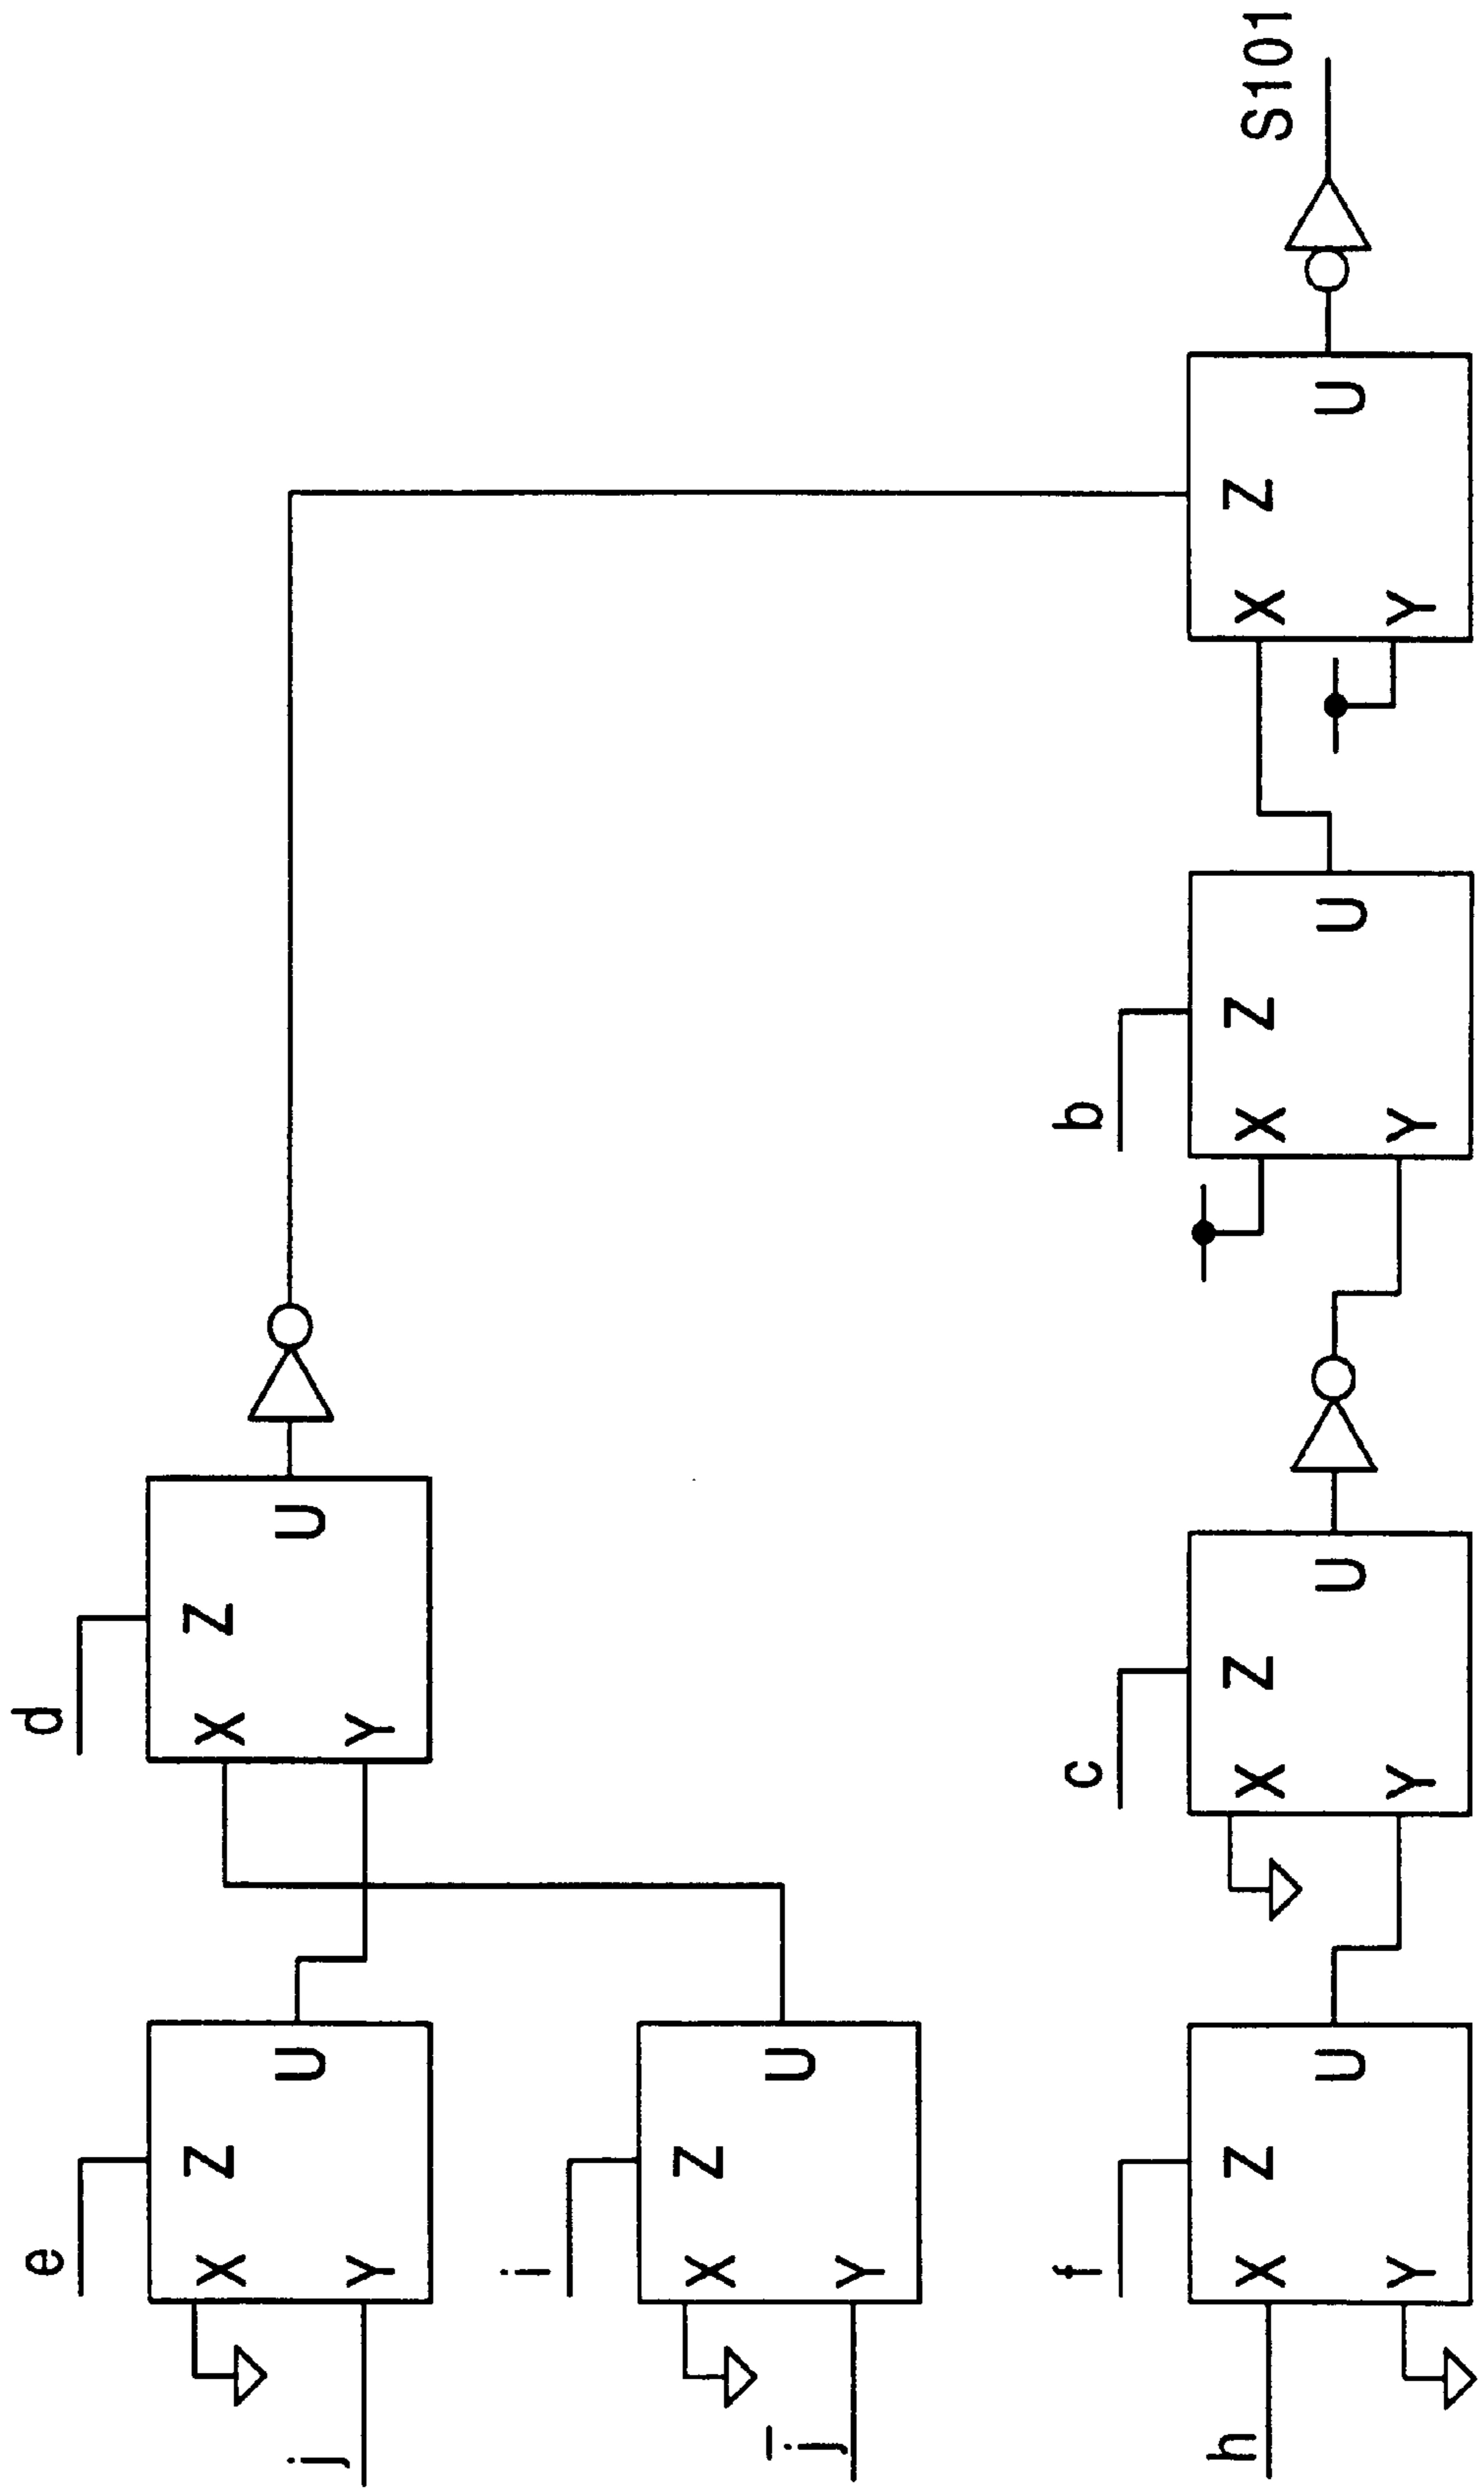 e d
X Z X Z
U U
j Y Y
i
X Z
U
j̅ Y
f c b
h X Z X Z X Z X Z S101
U U U U
Y Y Y Y